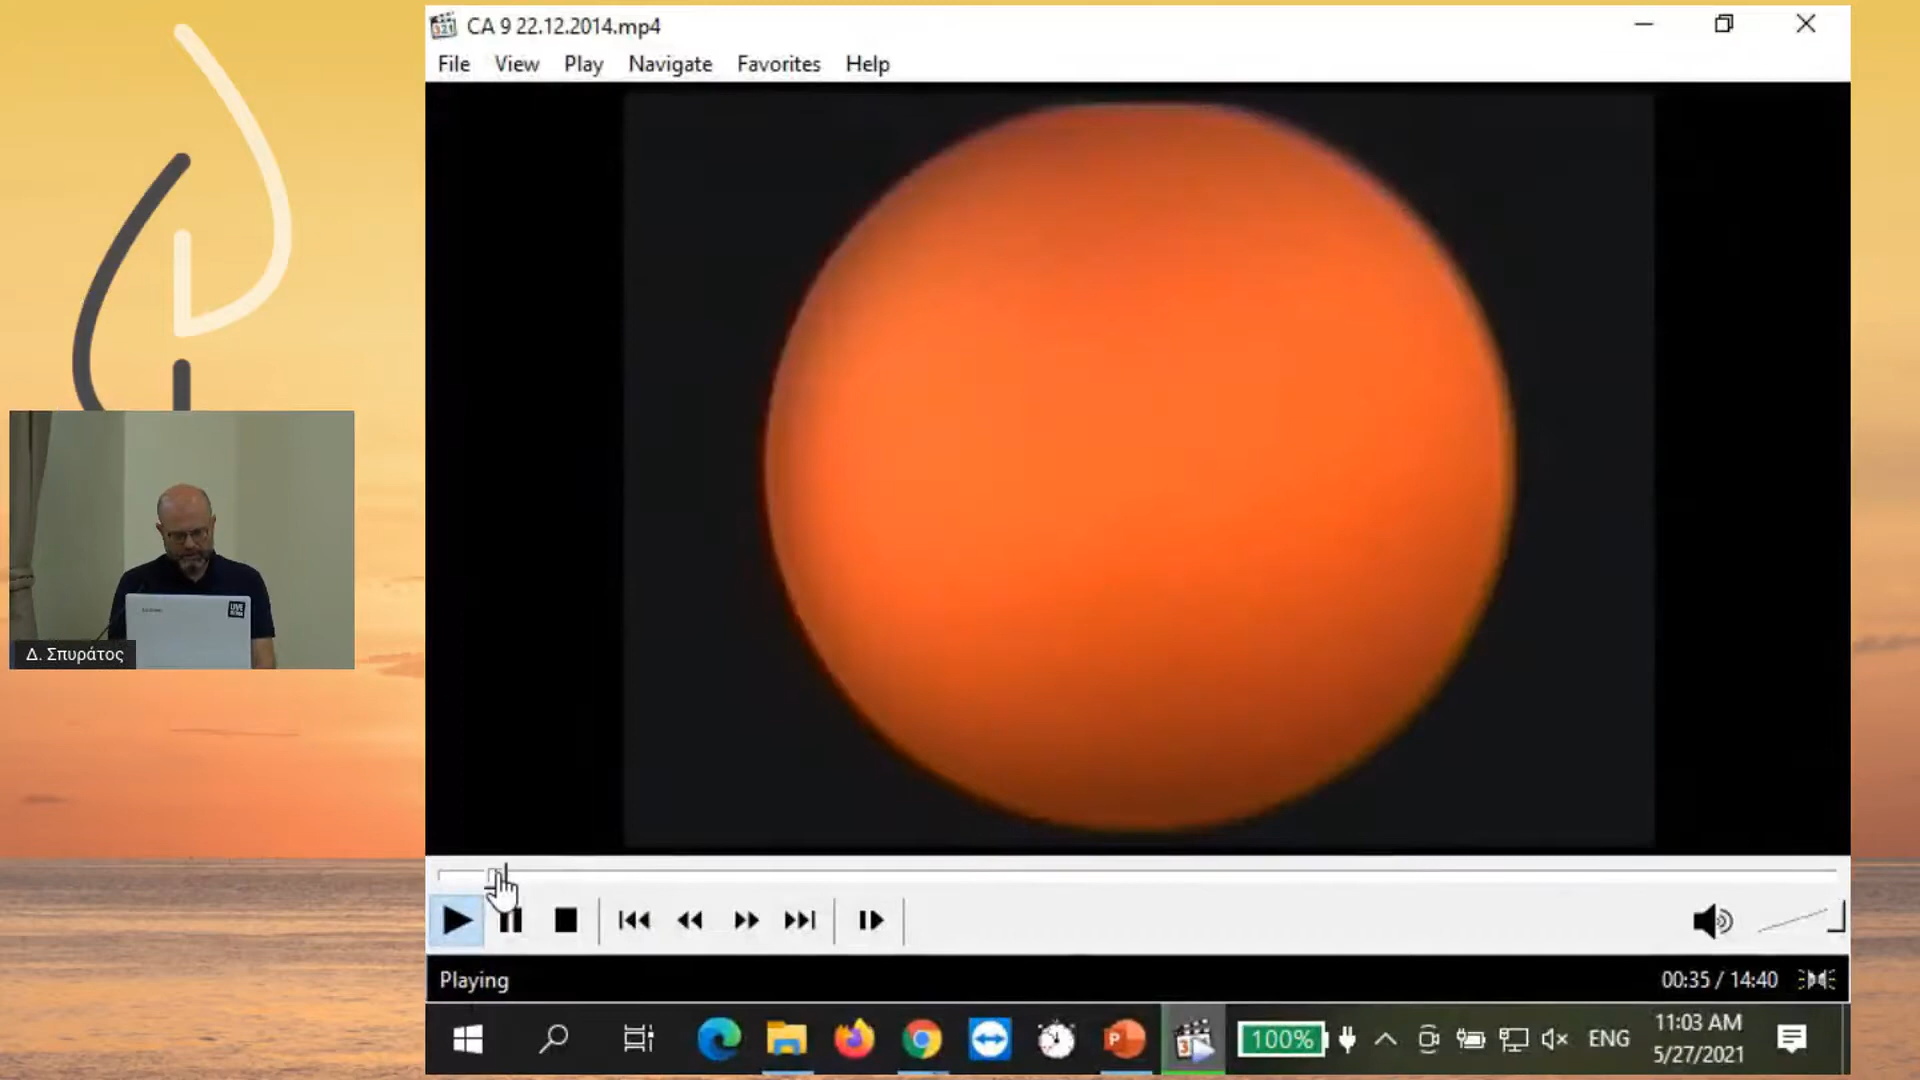 CA 9 22.12.2014.mp4
File View Play Navigate Favorites Help
Δ. Σπυράτος
Playing
00:35 / 14:40
100%
ENG
11:03 AM
5/27/2021